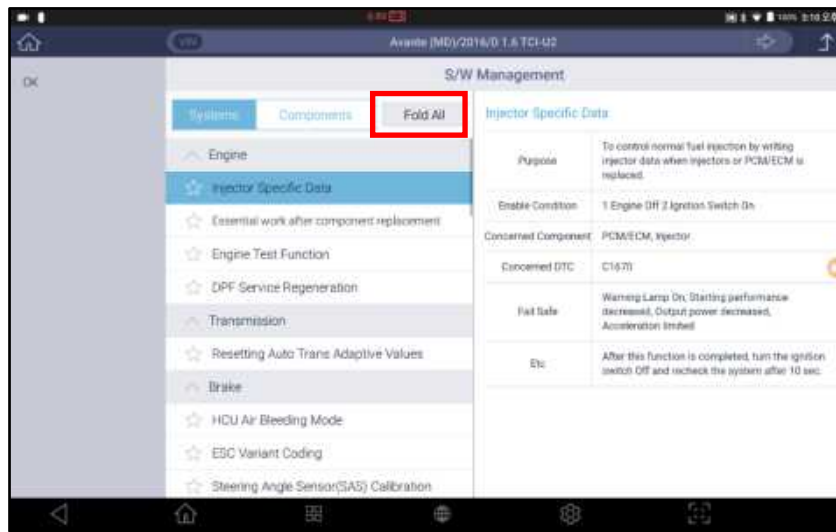 100% 3:10 오후
VIN
Avante (MD)/2016/D 1.6 TCI-U2
OK
S/W Management
Systems
Components
Fold All
Engine
Injector Specific Data
Essential work after component replacement
Engine Test Function
DPF Service Regeneration
Transmission
Resetting Auto Trans Adaptive Values
Brake
HCU Air Bleeding Mode
ESC Variant Coding
Steering Angle Sensor(SAS) Calibration
Injector Specific Data
Purpose
To control normal fuel injection by writing
injector data when injectors or PCM/ECM is
replaced.
Enable Condition
1.Engine Off 2.Ignition Switch On
Concerned Component
PCM/ECM, Injector
Concerned DTC
C1670
Fail Safe
Warning Lamp On, Starting performance
decreased, Output power decreased,
Acceleration limited
Etc
After this function is completed, turn the ignition
switch Off and recheck the system after 10 sec.